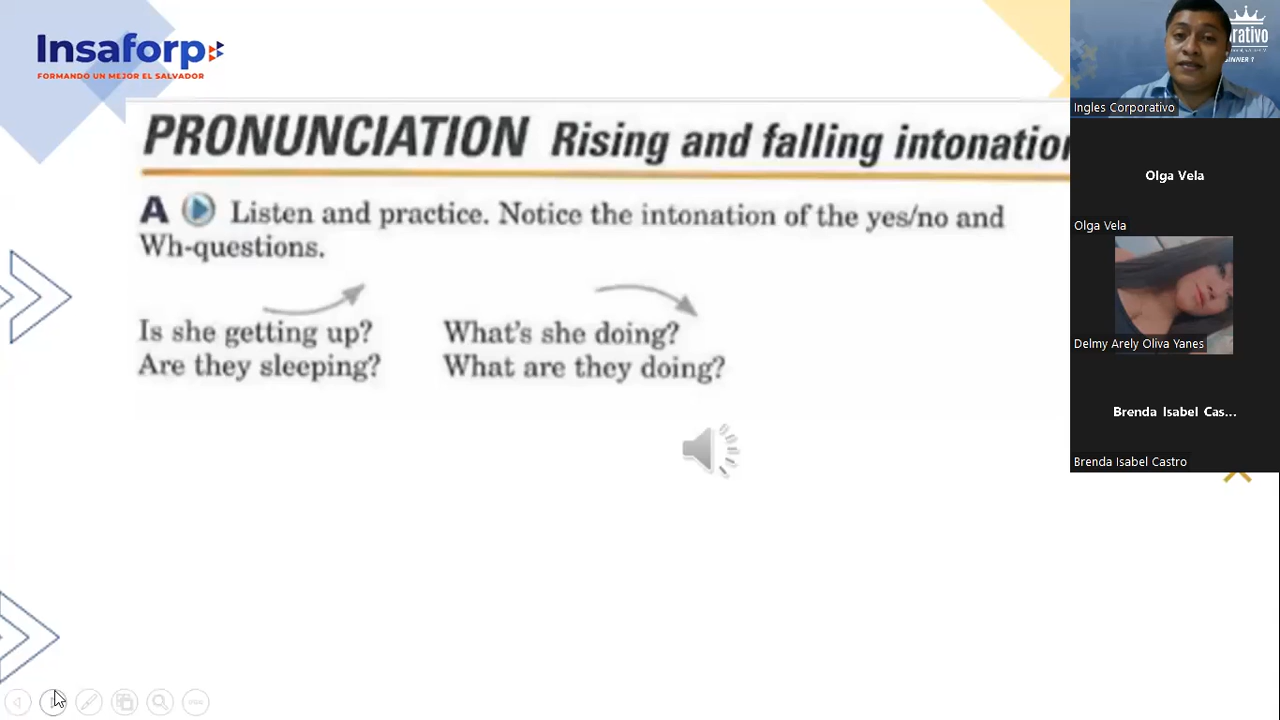 Insaforp
FORMANDO UN MEJOR EL SALVADOR
PRONUNCIATION Rising and falling intonation
A Listen and practice. Notice the intonation of the yes/no and
Wh-questions.
Is she getting up? What's she doing?
Are they sleeping? What are they doing?
Ingles Corporativo
Olga Vela
Olga Vela
Delmy Arely Oliva Yanes
Brenda Isabel Cas...
Brenda Isabel Castro